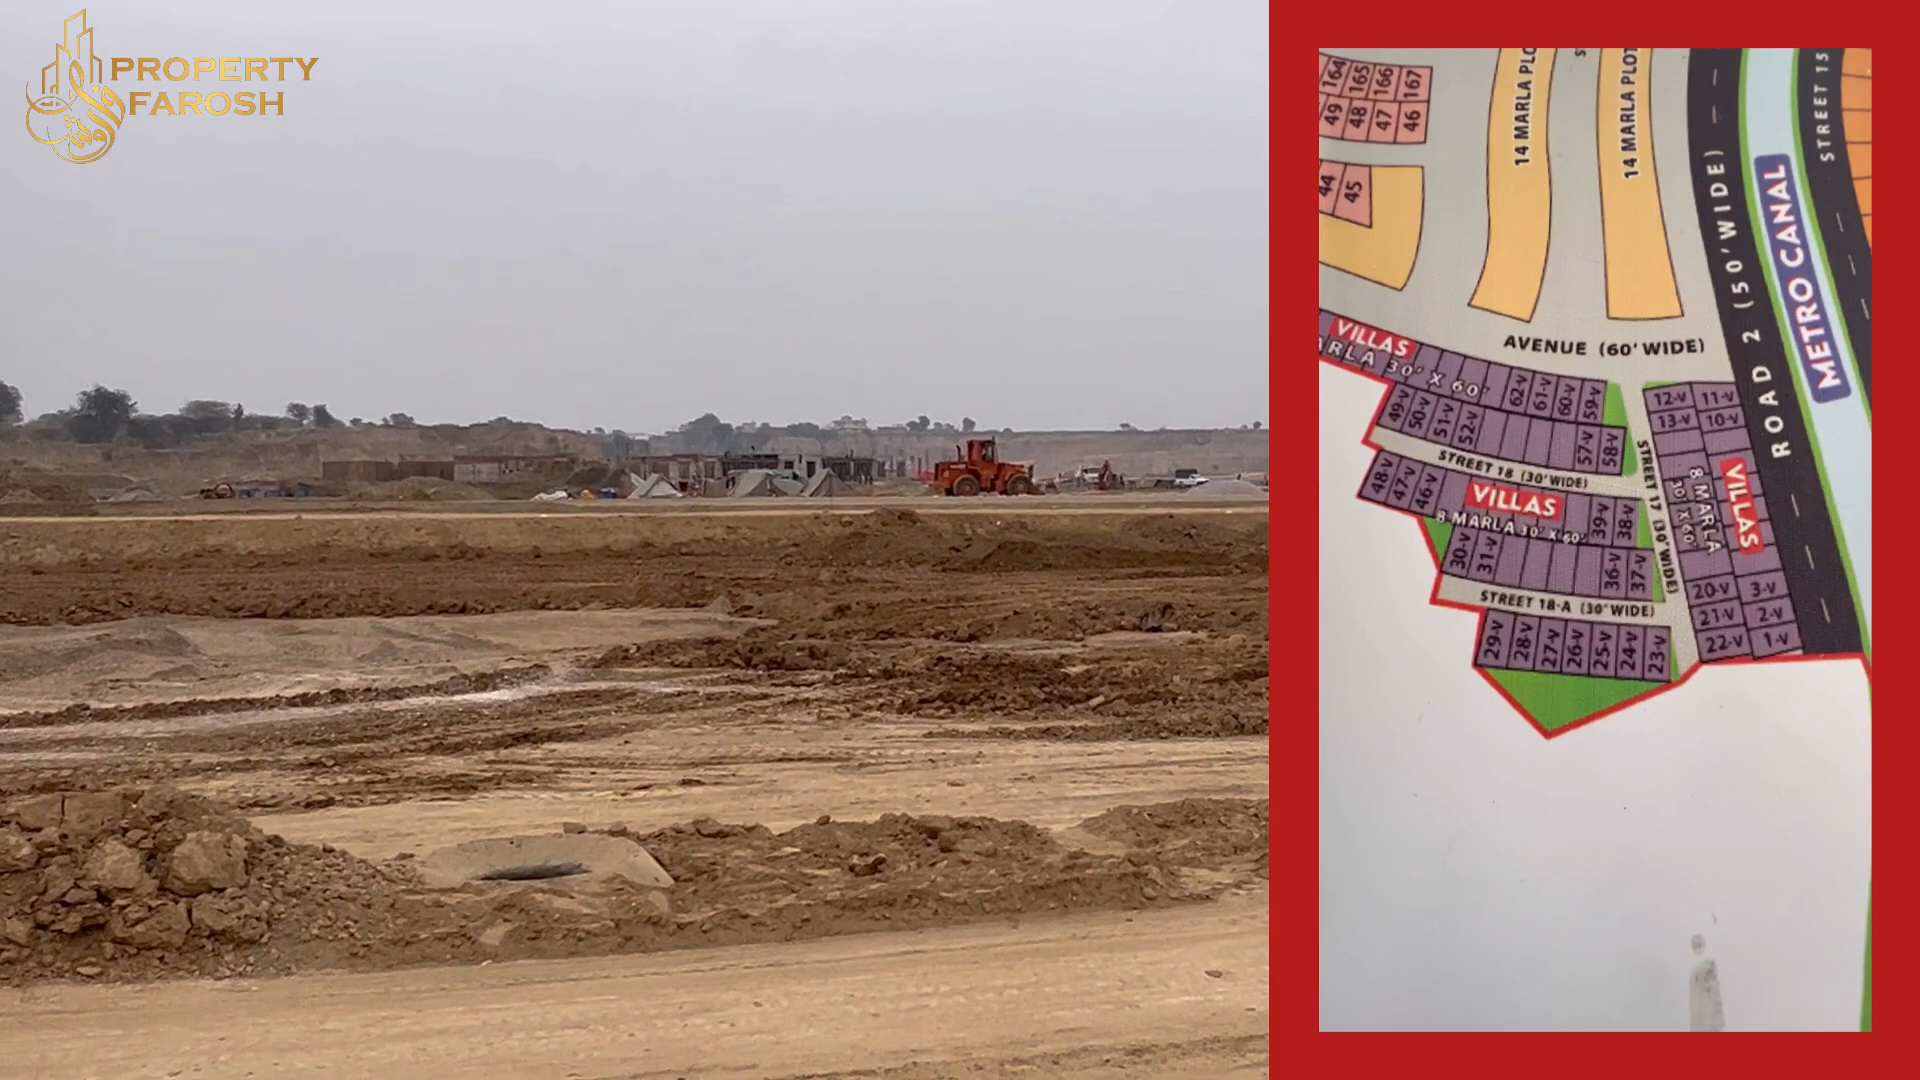 PROPERTY
FAROSH
164 165 166 167
49 48 47 46
44 45
14 MARLA PLO
14 MARLA PLOT
ROAD 2 (50' WIDE)
METRO CANAL
STREET 15
AVENUE (60' WIDE)
VILLAS
ARLA 30' X 60'
62-V 61-V 60-V 59-V
49-V 50-V 51-V 52-V
57-V 58-V
STREET 18 (30' WIDE)
48-V 47-V 46-V
VILLAS
8 MARLA 30' X 60'
39-V 38-V
30-V 31-V
36-V 37-V
STREET 18-A (30' WIDE)
29-V 28-V 27-V 26-V 25-V 24-V 23-V
STREET 17 (30' WIDE)
12-V 11-V
13-V 10-V
VILLAS
8 MARLA
30' X 60'
20-V 3-V
21-V 2-V
22-V 1-V